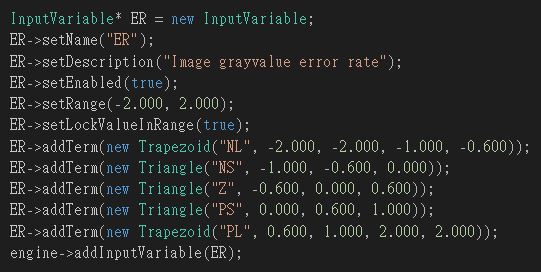 InputVariable* ER = new InputVariable;
ER->setName("ER");
ER->setDescription("Image grayvalue error rate");
ER->setEnabled(true);
ER->setRange(-2.000, 2.000);
ER->setLockValueInRange(true);
ER->addTerm(new Trapezoid("NL", -2.000, -2.000, -1.000, -0.600));
ER->addTerm(new Triangle("NS", -1.000, -0.600, 0.000));
ER->addTerm(new Triangle("Z", -0.600, 0.000, 0.600));
ER->addTerm(new Triangle("PS", 0.000, 0.600, 1.000));
ER->addTerm(new Trapezoid("PL", 0.600, 1.000, 2.000, 2.000));
engine->addInputVariable(ER);